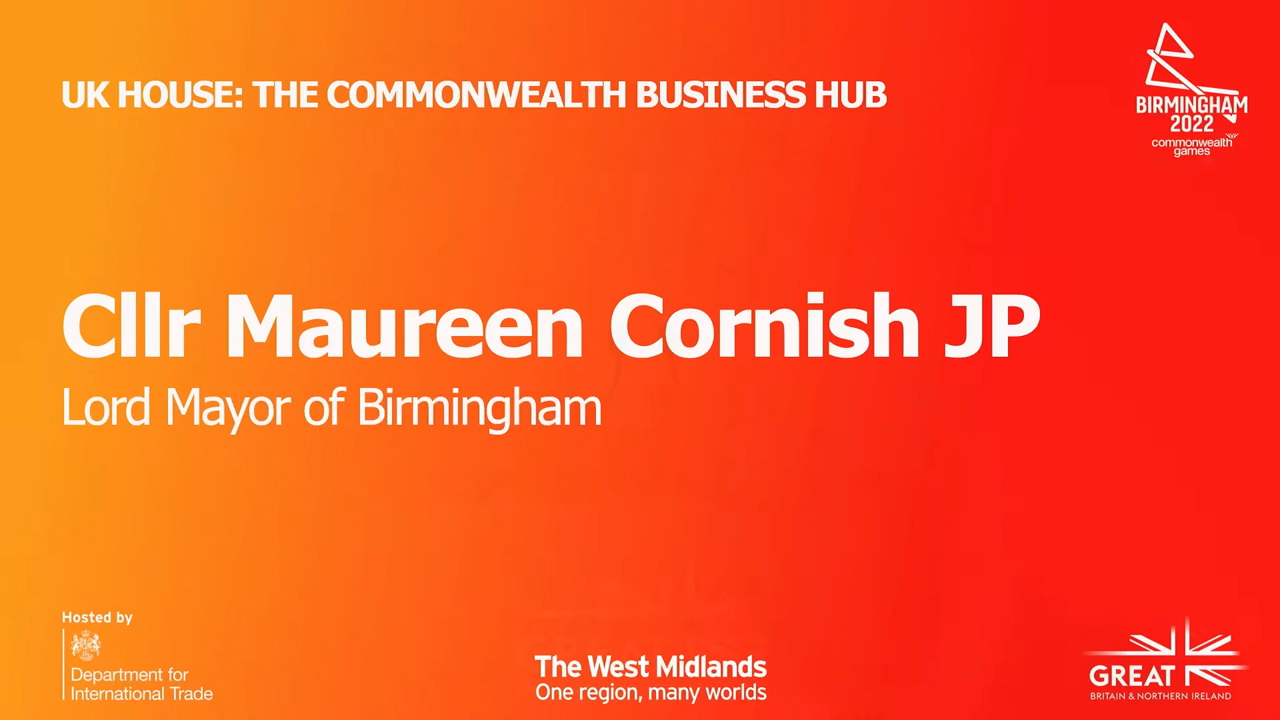 UK HOUSE: THE COMMONWEALTH BUSINESS HUB
BIRMINGHAM
2022
commonwealth
games
Cllr Maureen Cornish JP
Lord Mayor of Birmingham
Hosted by
Department for
International Trade
The West Midlands
One region, many worlds
GREAT
BRITAIN & NORTHERN IRELAND